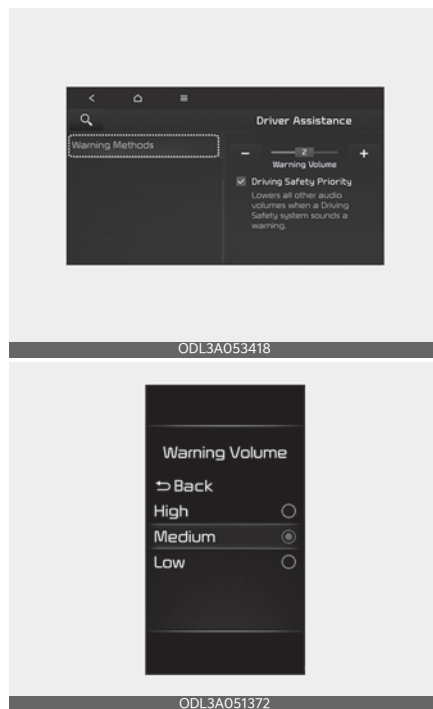 Driver Assistance
Warning Methods
2
Warning Volume
Driving Safety Priority
Lowers all other audio
volumes when a Driving
Safety system sounds a
warning.
ODL3A053418
Warning Volume
Back
High
Medium
Low
ODL3A051372